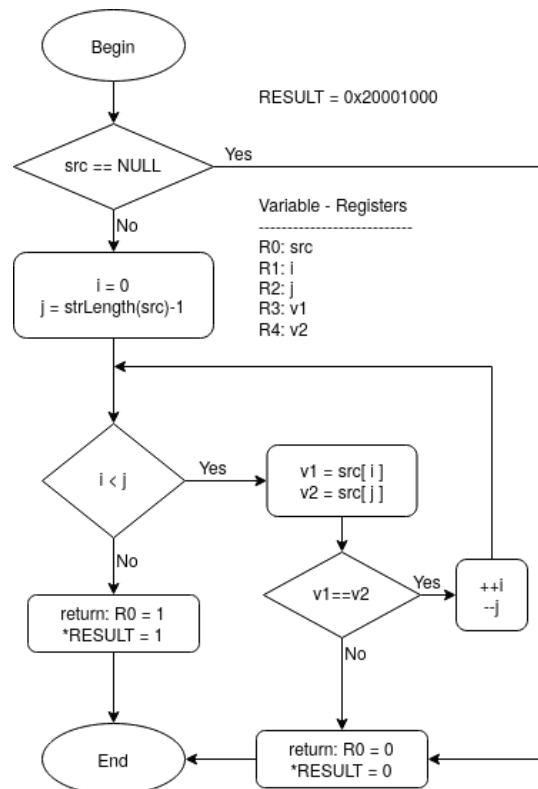 Begin
RESULT = 0x20001000
src == NULL
Yes
No
Variable - Registers
----------------------------
R0: src
R1: i
R2: j
R3: v1
R4: v2
i = 0
j = strLength(src)-1
i < j
Yes
v1 = src[ i ]
v2 = src[ j ]
No
v1==v2
Yes
++i
--j
return: R0 = 1
*RESULT = 1
No
End
return: R0 = 0
*RESULT = 0